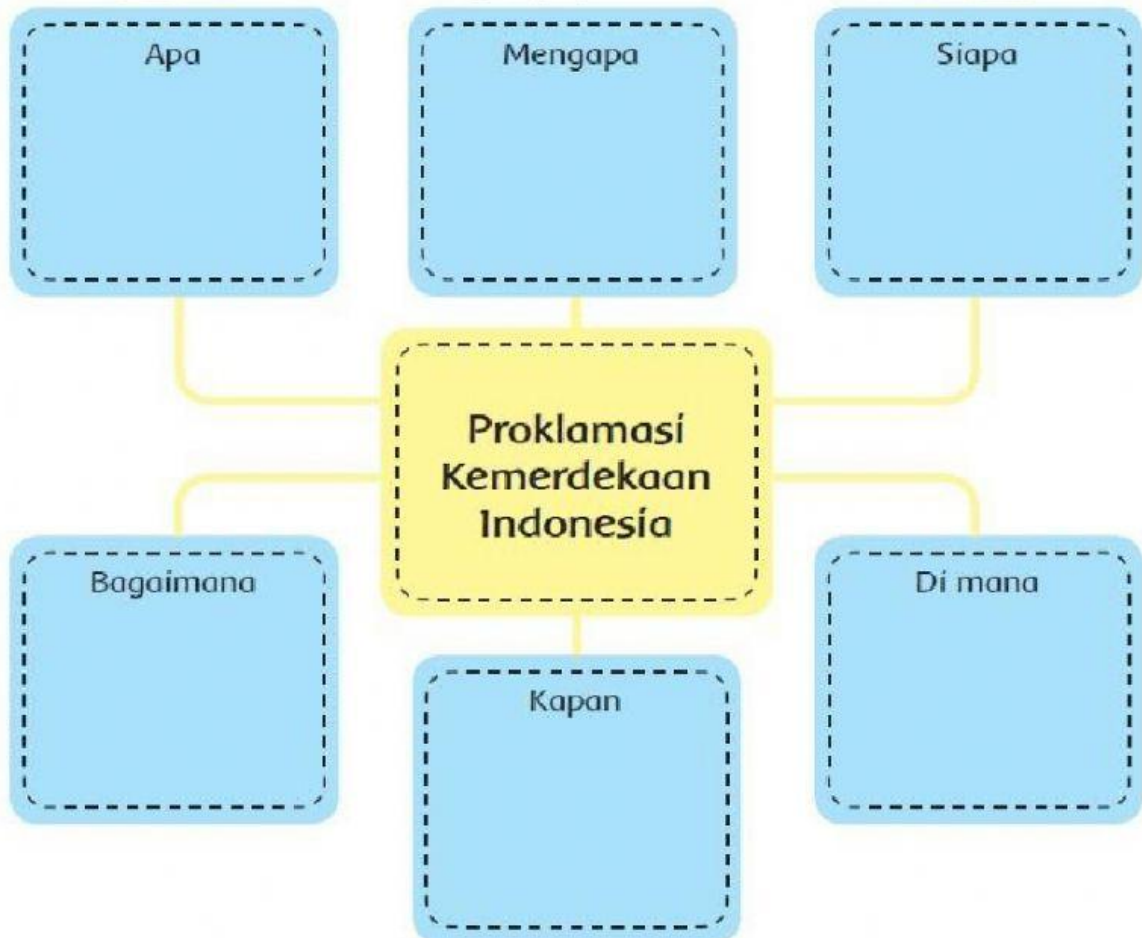 Apa
Mengapa
Siapa
Proklamasi
Kemerdekaan
Indonesia
Bagaimana
Di mana
Kapan